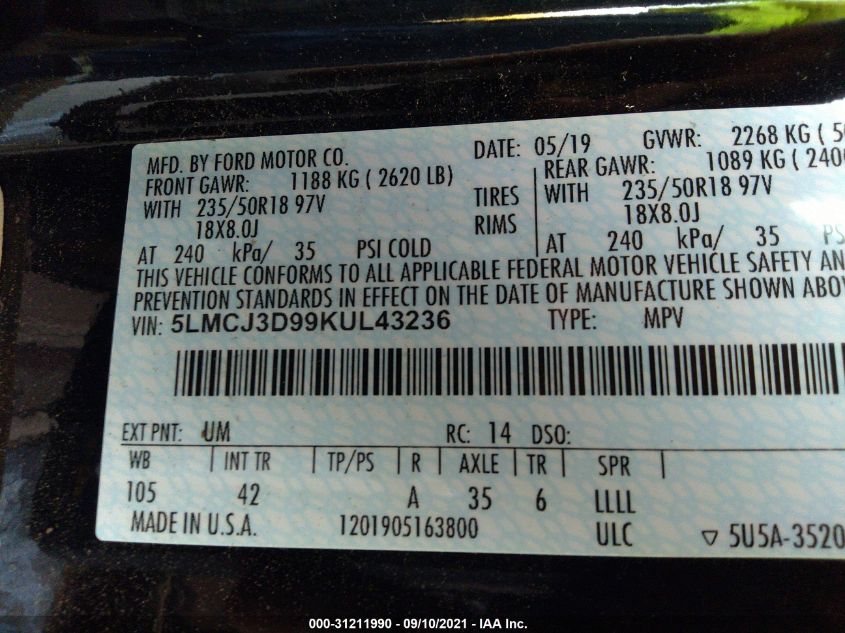 MFD. BY FORD MOTOR CO.
DATE: 05/19 GVWR: 2268 KG (
FRONT GAWR: 1188 KG ( 2620 LB)
REAR GAWR: 1089 KG (
WITH 235/50R18 97V TIRES WITH 235/50R18 97V
18X8.0J RIMS 18X8.0J
AT 240 kPa/ 35 PSI COLD AT 240 kPa/ 35
THIS VEHICLE CONFORMS TO ALL APPLICABLE FEDERAL MOTOR VEHICLE SAFETY
PREVENTION STANDARDS IN EFFECT ON THE DATE OF MANUFACTURE SHOWN
VIN: 5LMCJ3D99KUL43236 TYPE: MPV
EXT PNT: UM RC: 14 DSO:
WB INT TR TP/PS R AXLE TR SPR
105 42 A 35 6 LLLL
MADE IN U.S.A. 1201905163800 ULC ▽ 5U5A-3520
000-31211990 - 09/10/2021 - IAA Inc.